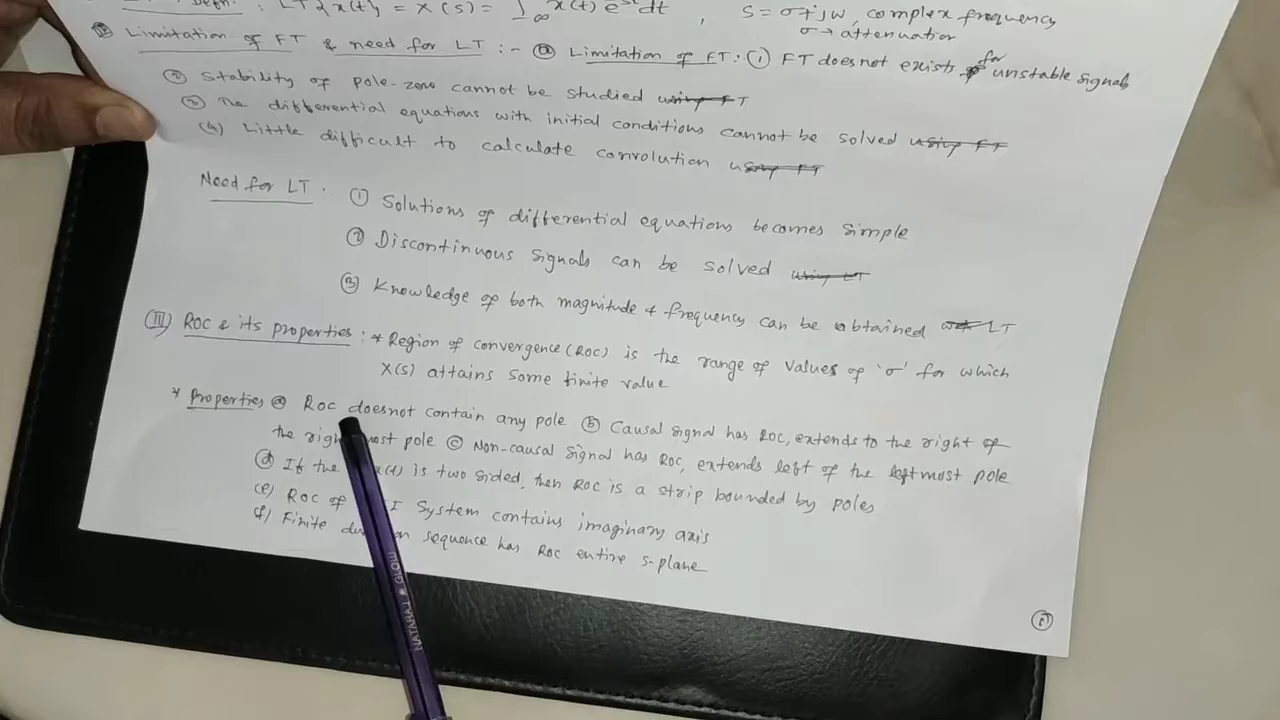 LT {x(t)} = X(s) = ∫ x(t) e dt , S = σ+jω, complex frequency
σ → attenuation
Limitation of FT & need for LT :- ⓐ Limitation of FT : ① FT does not exists for unstable signals
② Stability of pole-zero cannot be studied using FT
③ The differential equations with initial conditions cannot be solved using FT
(4) Little difficult to calculate convolution using FT
Need for LT : ① Solutions of differential equations becomes simple
② Discontinuous signals can be solved using LT
③ Knowledge of both magnitude & frequency can be obtained LT
(III) ROC & its properties : * Region of convergence (ROC) is the range of values of 'σ' for which
X(s) attains some finite value
* Properties ⓐ ROC doesnot contain any pole ⓑ Causal signal has ROC, extends to the right of
the most pole ⓒ Non-causal signal has ROC, extends left of the leftmost pole
ⓓ If the x(t) is two sided, then ROC is a strip bounded by poles
(e) ROC of I System contains imaginary axis
(f) Finite sequence has ROC entire s-plane
NATARAJ GLOW